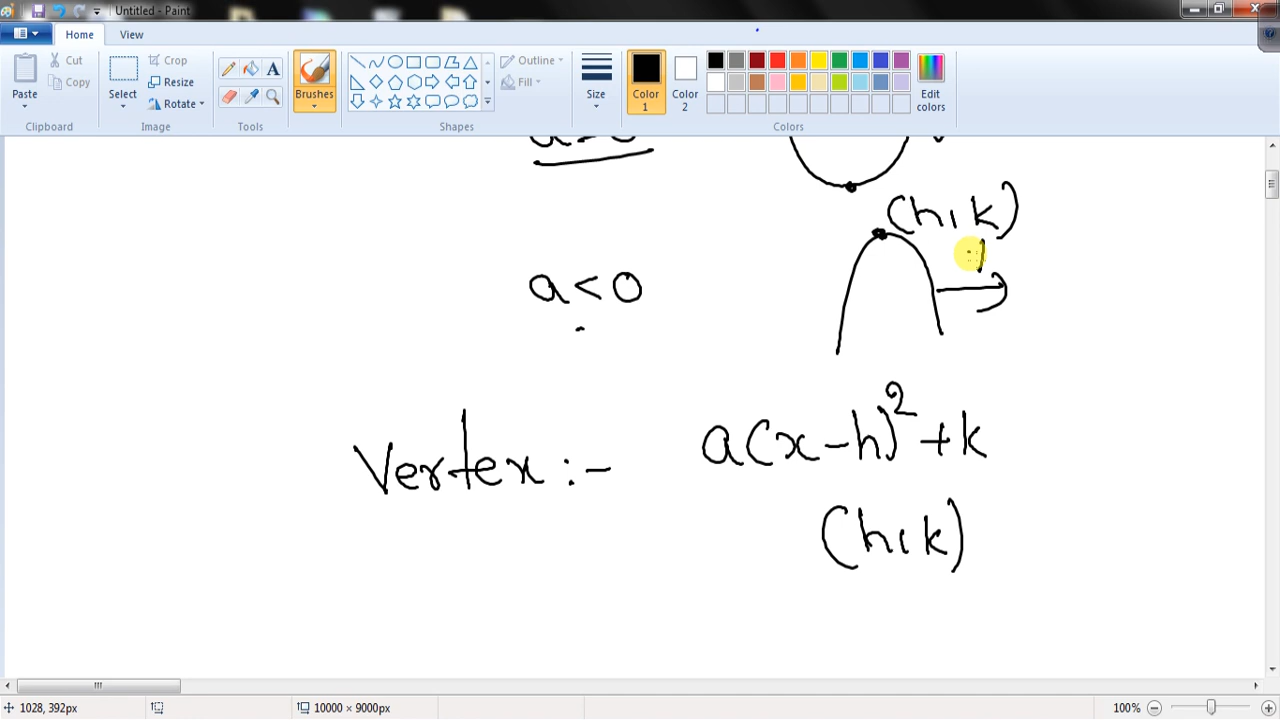 Untitled - Paint
Home View
Paste
Cut
Copy
Clipboard
Select
Crop
Resize
Rotate
Image
A
Tools
Brushes
Outline
Fill
Shapes
Size
Color 1
Color 2
Edit colors
Colors
(h, k)
a < 0
Vertex :-
a(x-h)²+k
(h, k)
1028, 392px
10000 × 9000px
100%